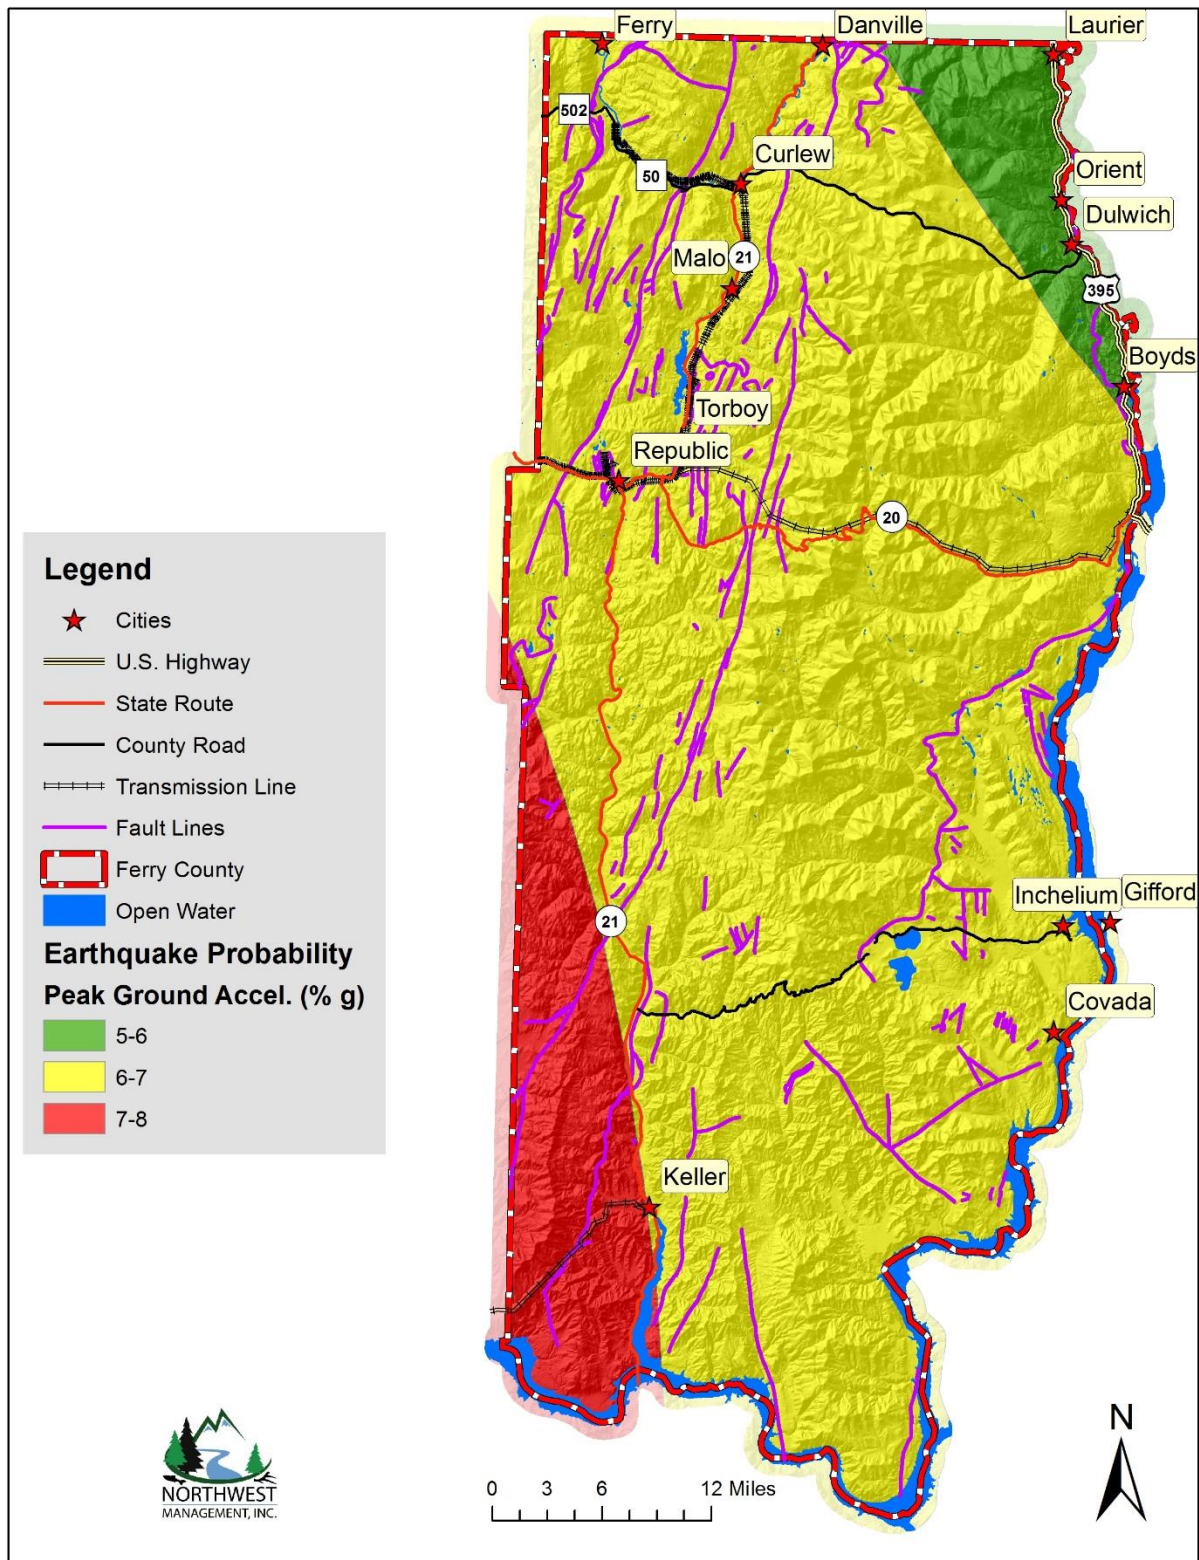 Ferry
Danville
Laurier
502
Curlew
50
Orient
Dulwich
Malo
21
395
Boyds
Torboy
Republic
20
Legend
Cities
U.S. Highway
State Route
County Road
Transmission Line
Fault Lines
Ferry County
Open Water
Earthquake Probability
Peak Ground Accel. (% g)
5-6
6-7
7-8
Inchelium
Gifford
21
Covada
Keller
N
NORTHWEST
MANAGEMENT, INC.
0 3 6 12 Miles